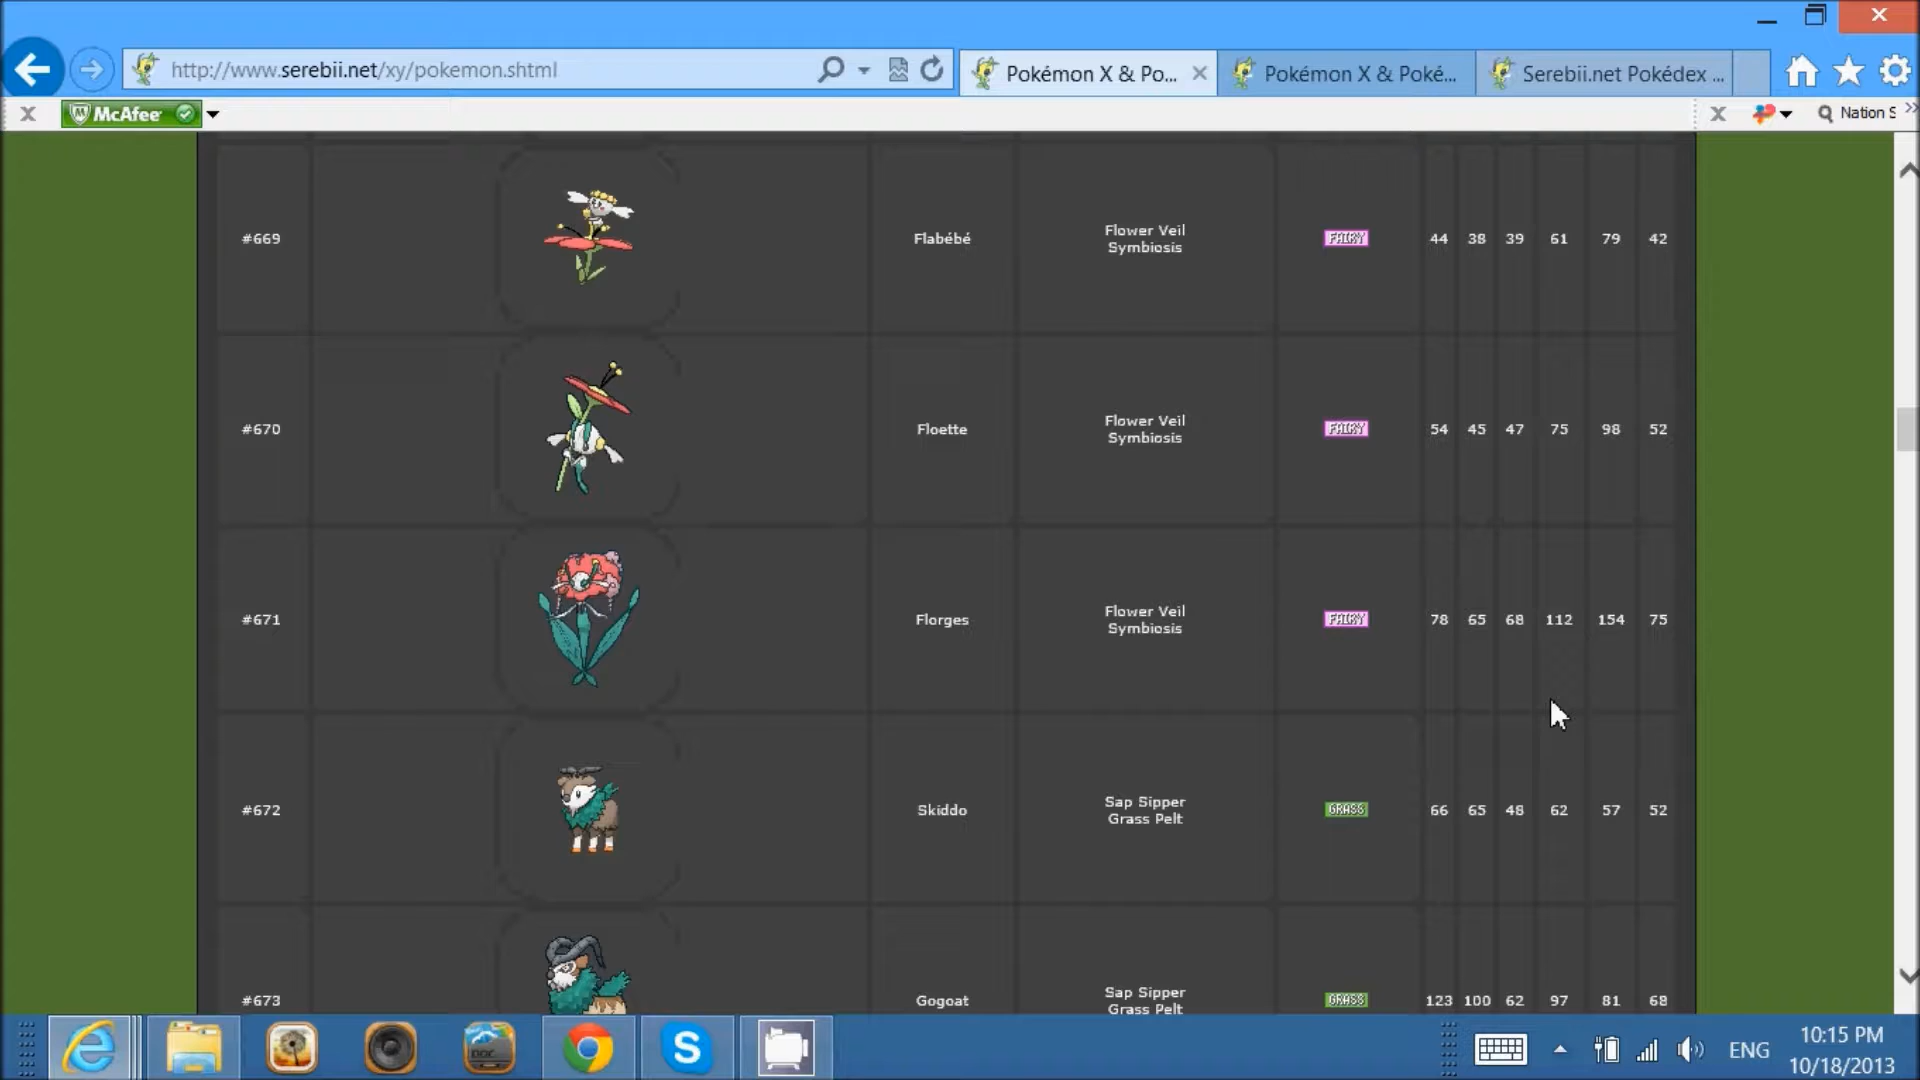 http://www.serebii.net/xy/pokemon.shtml
Pokémon X & Po...
Pokémon X & Poké...
Serebii.net Pokédex ...
McAfee
Nation S
#669 Flabébé Flower Veil Symbiosis FAIRY 44 38 39 61 79 42
#670 Floette Flower Veil Symbiosis FAIRY 54 45 47 75 98 52
#671 Florges Flower Veil Symbiosis FAIRY 78 65 68 112 154 75
#672 Skiddo Sap Sipper Grass Pelt GRASS 66 65 48 62 57 52
#673 Gogoat Sap Sipper Grass Pelt GRASS 123 100 62 97 81 68
DOC
ENG
10:15 PM
10/18/2013